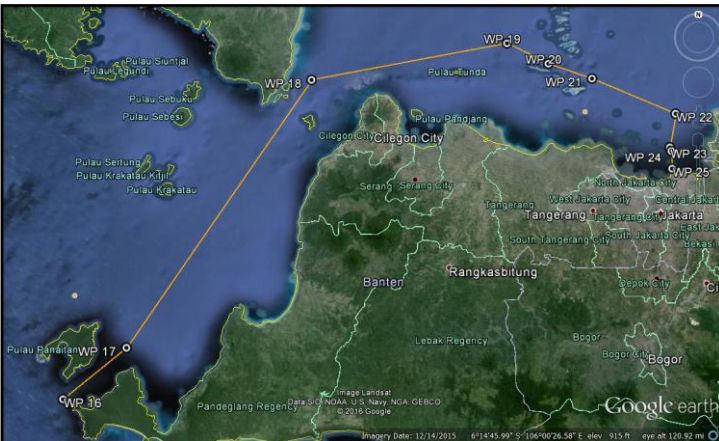 N
WP 19
WP 20
Pulau Siuntjal
Pulau Legundi
WP 18
Pulau Tunda
WP 21
Pulau Sebuku
Pulau Sebesi
Pulau Pandjang
WP 22
Cilegon City
Cilegon City
Pulau Sertung
Pulau Krakatau Kitjil
Pulau Krakatau
WP 24
WP 23
WP 25
Serang
Serang City
North Jakarta City
West Jakarta City
Central Jakart
Tangerang
Tangerang
Tangerang City
Jakarta
South Tangerang City
South Jakarta City
East Jak
Bekasi
Rangkasbitung
Banten
Depok City
Ci
Pulau Panaitan
WP 17
Lebak Regency
Bogor
Bogor City
Bogor
WP 16
Pandeglang Regency
Image Landsat
Data SIO, NOAA, U.S. Navy, NGA, GEBCO
© 2016 Google
Google earth
Imagery Date: 12/14/2015 6°14'45.99" S 106°00'26.58" E elev 915 ft eye alt 120.92 mi